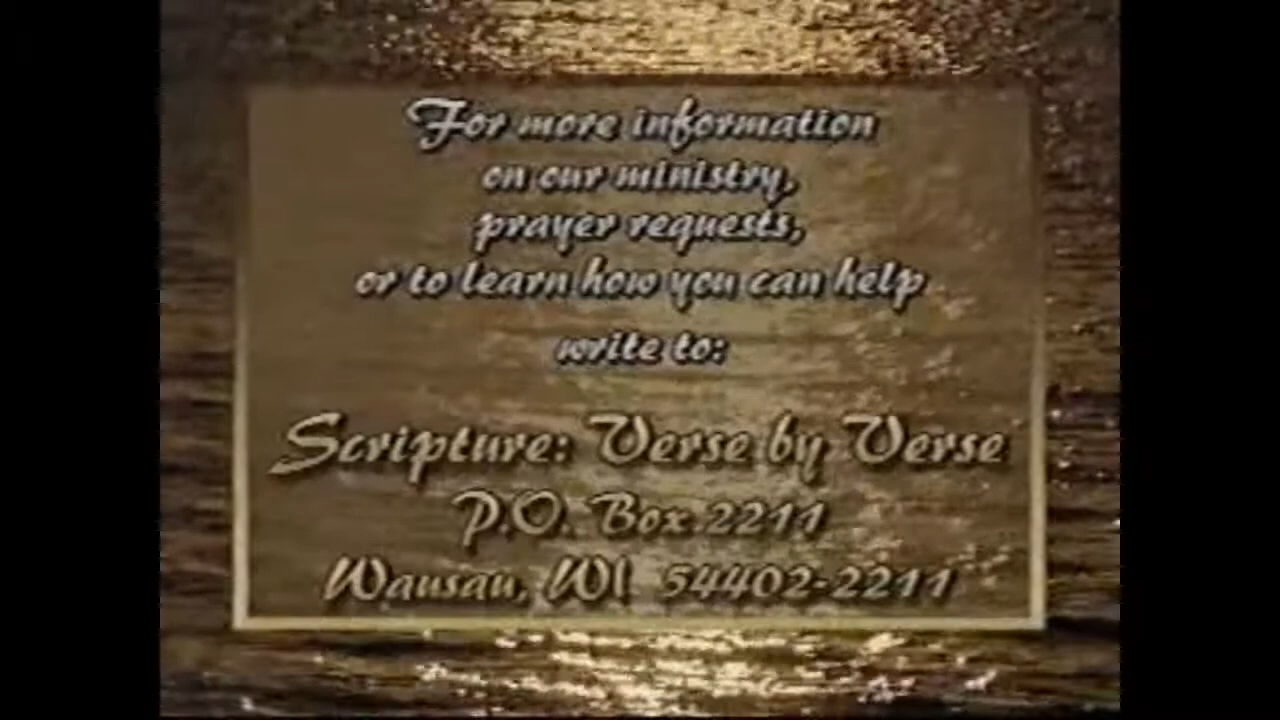 For more information
on our ministry,
prayer requests,
or to learn how you can help
write to:
Scripture: Verse by Verse
P.O. Box 2211
Wausau, WI 54402-2211